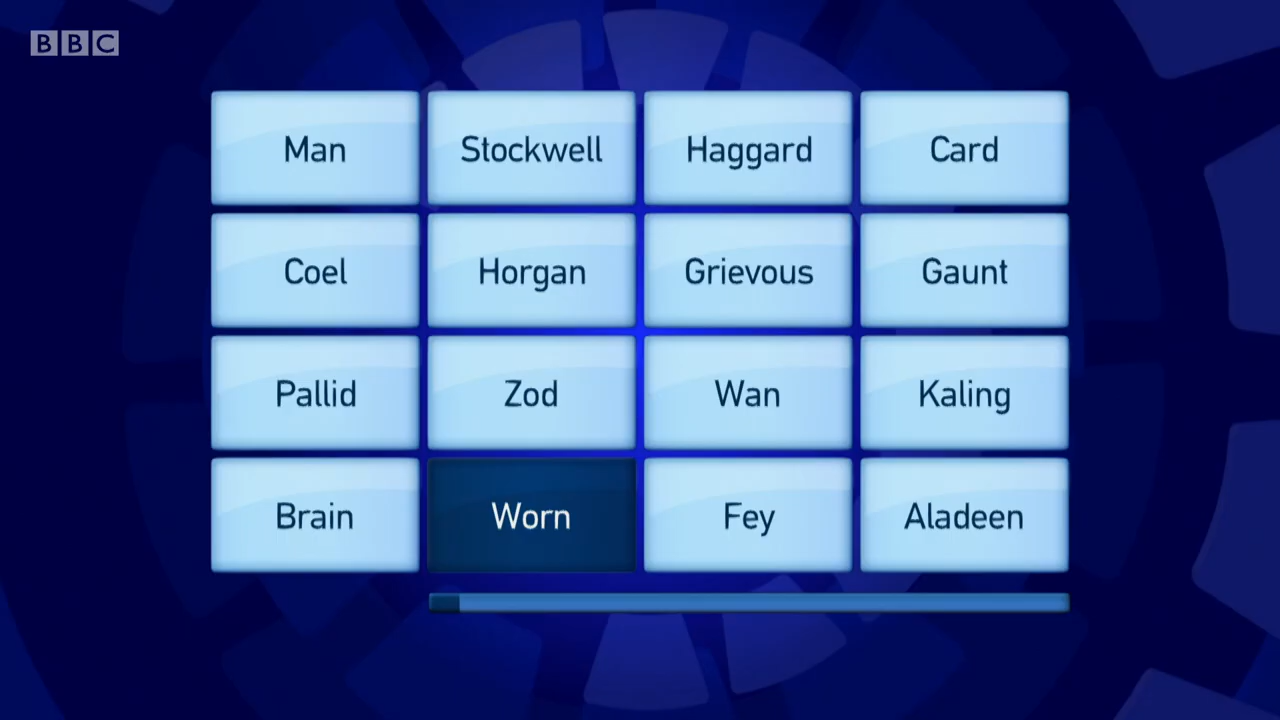 BBC
Man
Stockwell
Haggard
Card
Coel
Horgan
Grievous
Gaunt
Pallid
Zod
Wan
Kaling
Brain
Worn
Fey
Aladeen